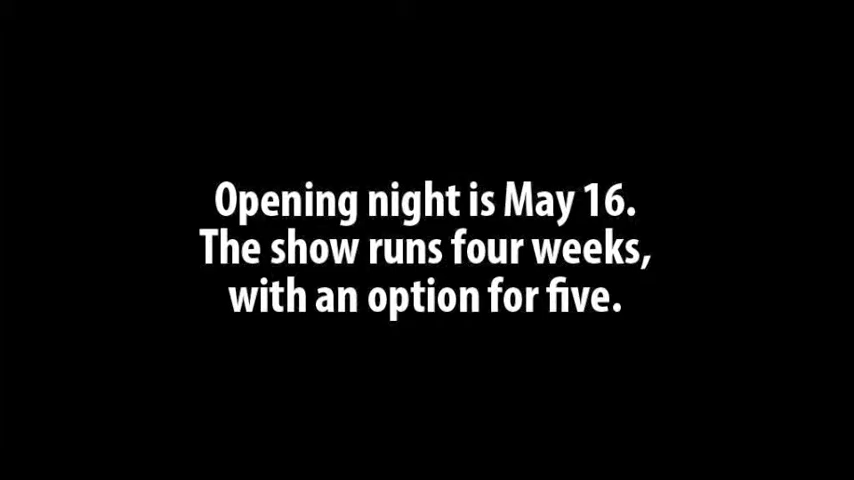 Opening night is May 16.
The show runs four weeks,
with an option for five.